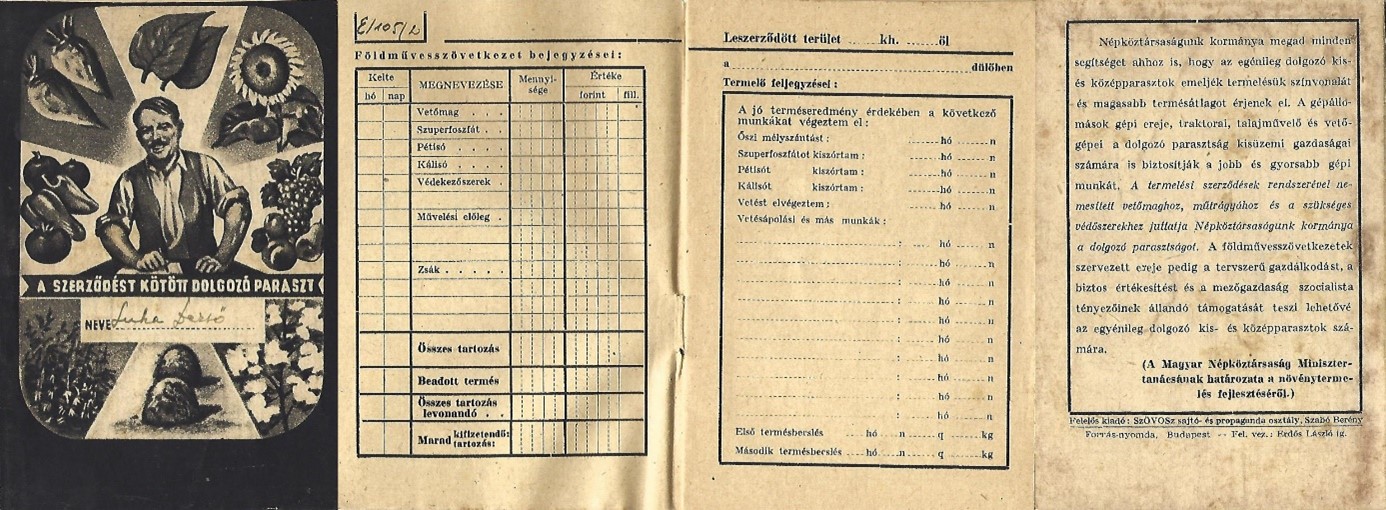 A SZERZŐDÉST KÖTÖTT DOLGOZÓ PARASZT
NEVE
E/105/2
Földművesszövetkezet bejegyzései:
Kelte
hó nap
MEGNEVEZÉSE
Mennyi-
sége
Értéke
forint fill.
Vetőmag . . .
Szuperfoszfát . .
Pétisó . . . .
Kálisó . . . .
Védekezőszerek .
Művelési előleg .
Zsák . . . . .
Összes tartozás
Beadott termés
Összes tartozás
levonandó . .
Marad kifizetendő:
tartozás:
Leszerződött terület ...... kh. ....... öl
a ........ dülőben
Termelő feljegyzései:
A jó terméseredmény érdekében a következő
munkákat végeztem el:
Őszi mélyszántást: .......hó ......n
Szuperfoszfátot kiszórtam: .......hó ......n
Pétisót kiszórtam: .......hó ......n
Kálisót kiszórtam: .......hó ......n
Vetést elvégeztem: .......hó ......n
Vetésápolási és más munkák:
........ : ...... hó ...... n
........ : ...... hó ...... n
........ : ...... hó ...... n
........ : ...... hó ...... n
........ : ...... hó ...... n
........ : ...... hó ...... n
........ : ...... hó ...... n
........ : ...... hó ...... n
........ : ...... hó ...... n
........ : ...... hó ...... n
Első termésbecslés .....hó ....n ......q ......kg
Második termésbecslés .....hó. ....n ......q ......kg
Népköztársaságunk kormánya megad minden
segítséget ahhoz is, hogy az egénileg dolgozó kis-
és középparasztok emeljék termelésük színvonalát
és magasabb termésátlagot érjenek el. A gépállo-
mások gépi ereje, traktorai, talajművelő és vető-
gépei a dolgozó parasztság kisüzemi gazdaságai
számára is biztosítják a jobb és gyorsabb gépi
munkát. A termelési szerződések rendszerével ne-
mesített vetőmaghoz, műtrágyához és a szükséges
védőszerekhez juttatja Népköztársaságunk kormánya
a dolgozó parasztságot. A földművesszövetkezetek
szervezett ereje pedig a tervszerű gazdálkodást, a
biztos értékesítést és a mezőgazdaság szocialista
tényezőinek állandó támogatását teszi lehetővé
az egyénileg dolgozó kis- és középparasztok szá-
mára.
(A Magyar Népköztársaság Miniszter-
tanácsának határozata a növényterme-
lés fejlesztéséről.)
Felelős kiadó: SzÖVOSz sajtó- és propaganda osztály, Szabó Berény
Forrás-nyomda, Budapest — Fel. vez.: Erdős László ig.